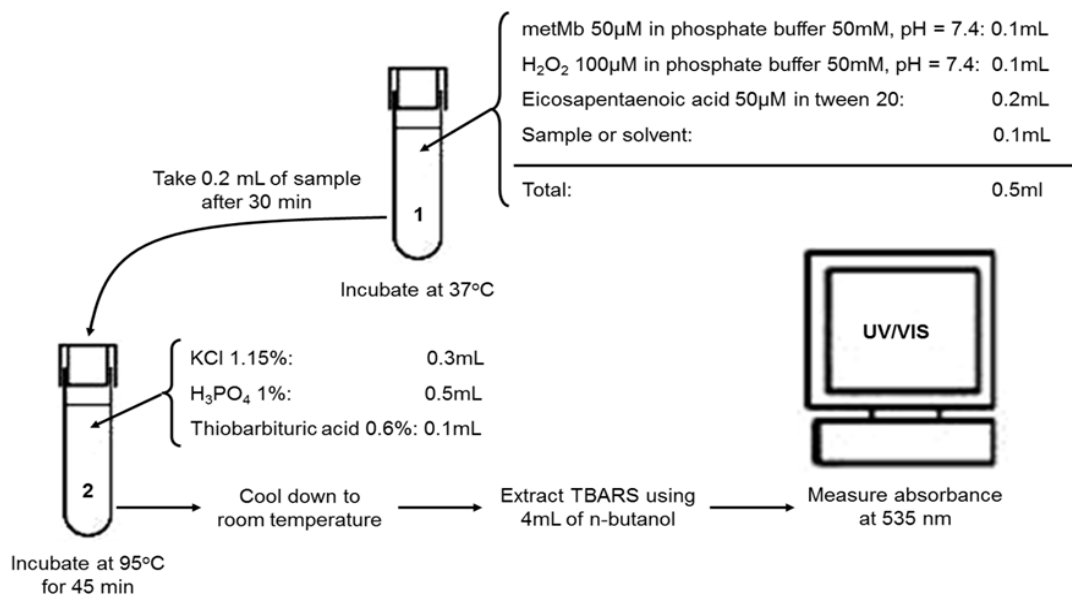 metMb 50µM in phosphate buffer 50mM, pH = 7.4: 0.1mL
H₂O₂ 100µM in phosphate buffer 50mM, pH = 7.4: 0.1mL
Eicosapentaenoic acid 50µM in tween 20: 0.2mL
Sample or solvent: 0.1mL
Total: 0.5ml
Take 0.2 mL of sample
after 30 min
1
Incubate at 37°C
KCl 1.15%: 0.3mL
H₃PO₄ 1%: 0.5mL
Thiobarbituric acid 0.6%: 0.1mL
2
Incubate at 95°C
for 45 min
Cool down to
room temperature
Extract TBARS using
4mL of n-butanol
UV/VIS
Measure absorbance
at 535 nm